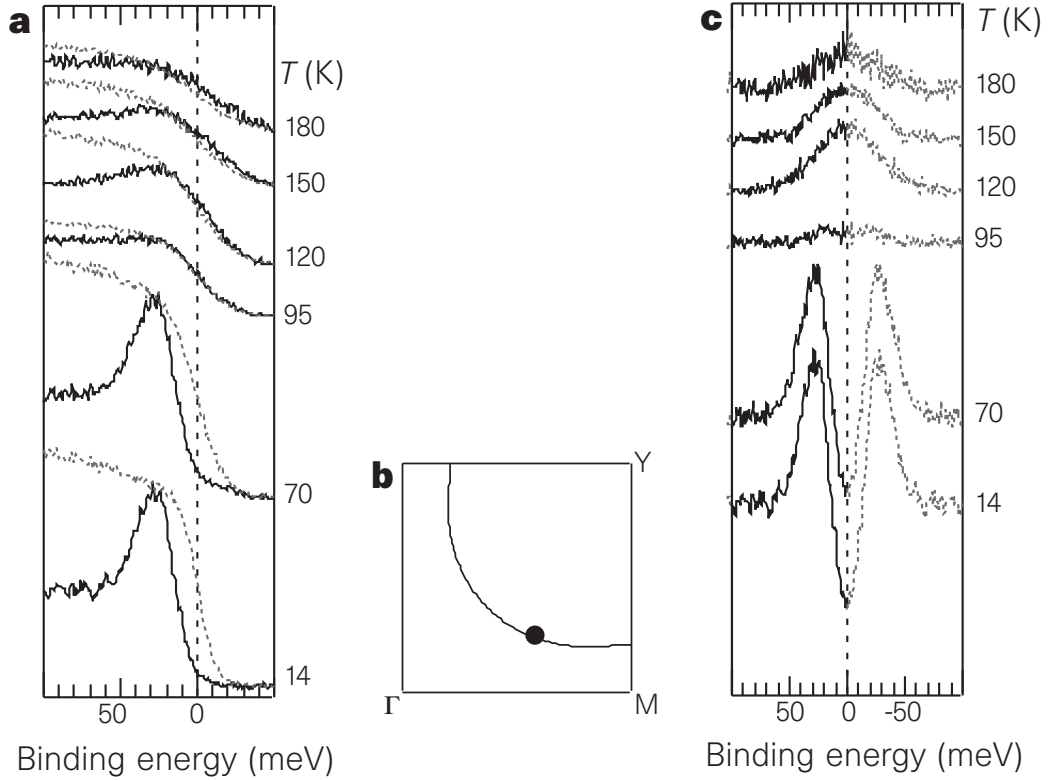 a
T (K)
180
150
120
95
70
14
50 0
Binding energy (meV)
b
Y
Γ
M
c
T (K)
180
150
120
95
70
14
50 0 -50
Binding energy (meV)